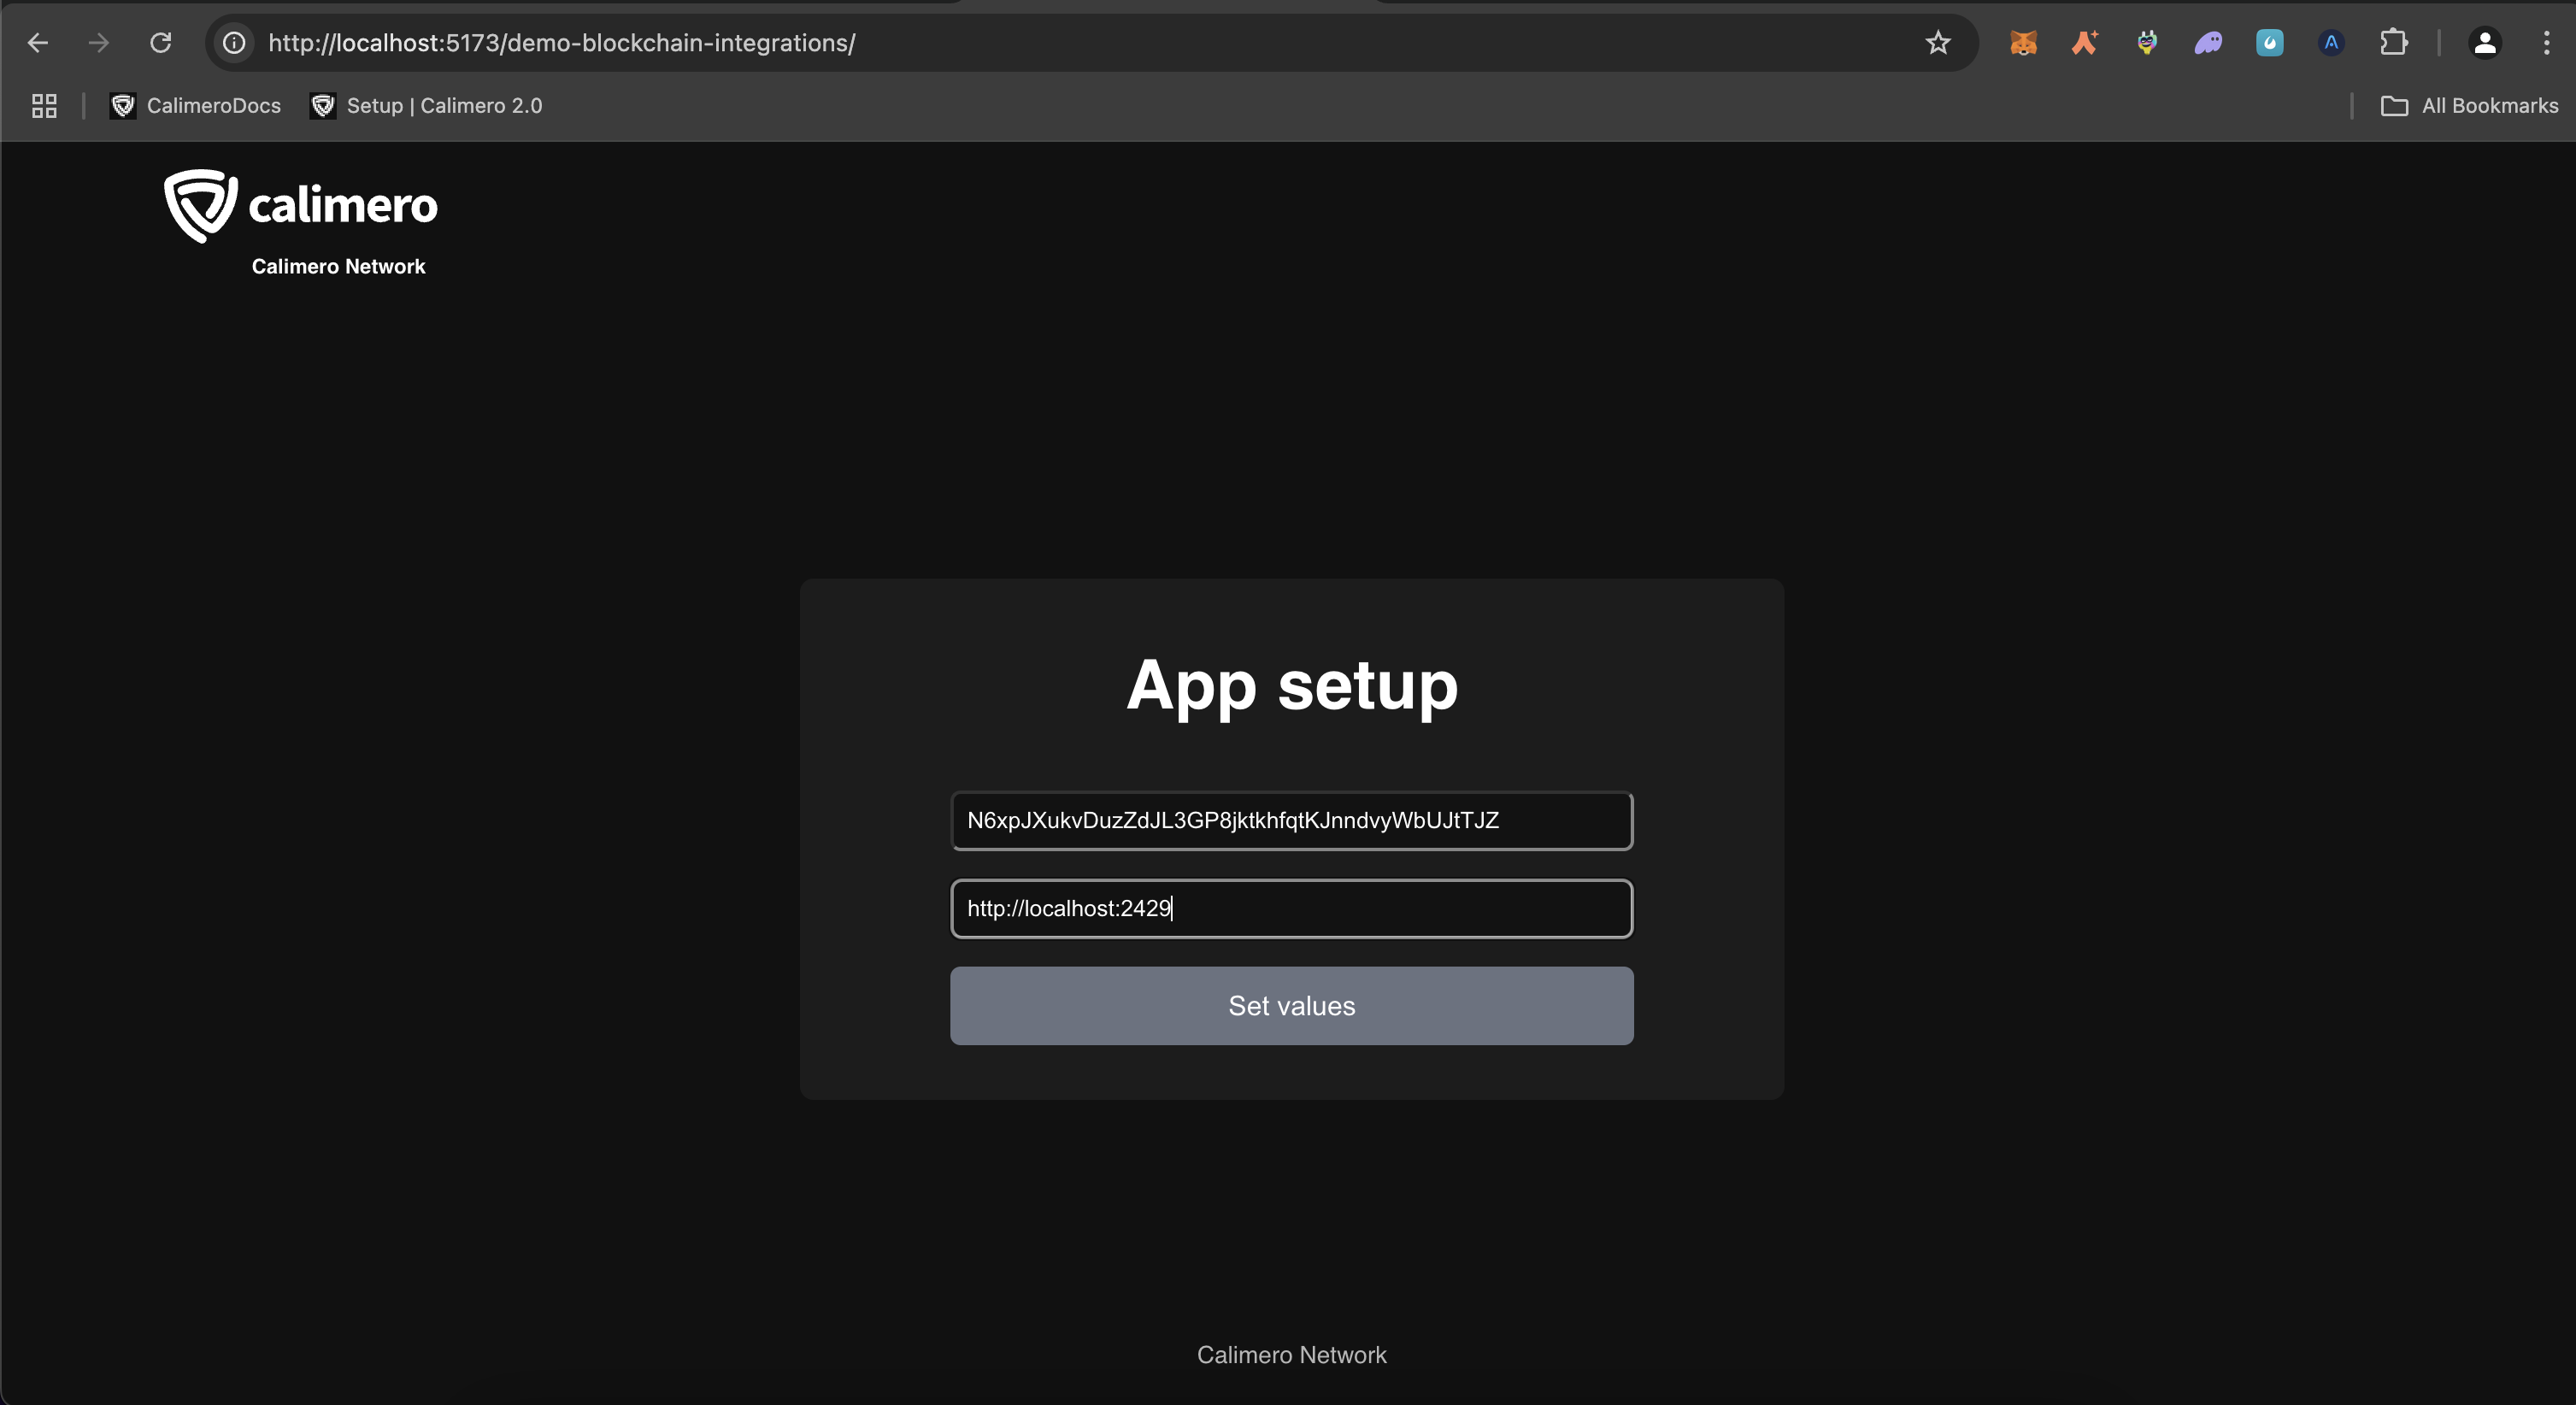 http://localhost:5173/demo-blockchain-integrations/
CalimeroDocs
Setup | Calimero 2.0
All Bookmarks
calimero
Calimero Network
App setup
N6xpJXukvDuzZdJL3GP8jktkhfqtKJnndvyWbUJtTJZ
http://localhost:2429
Set values
Calimero Network